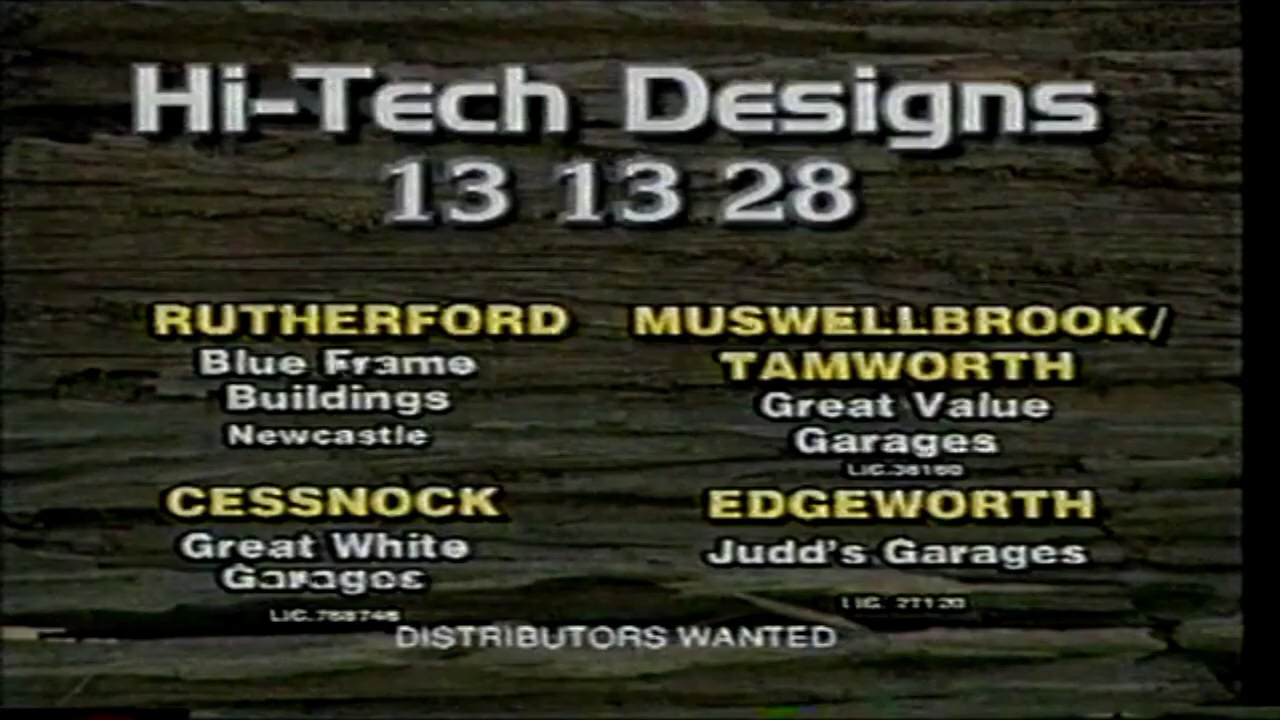 Hi-Tech Designs
13 13 28
RUTHERFORD
Blue Frame
Buildings
Newcastle
MUSWELLBROOK/
TAMWORTH
Great Value
Garages
CESSNOCK
Great White
Garages
EDGEWORTH
Judd's Garages
DISTRIBUTORS WANTED